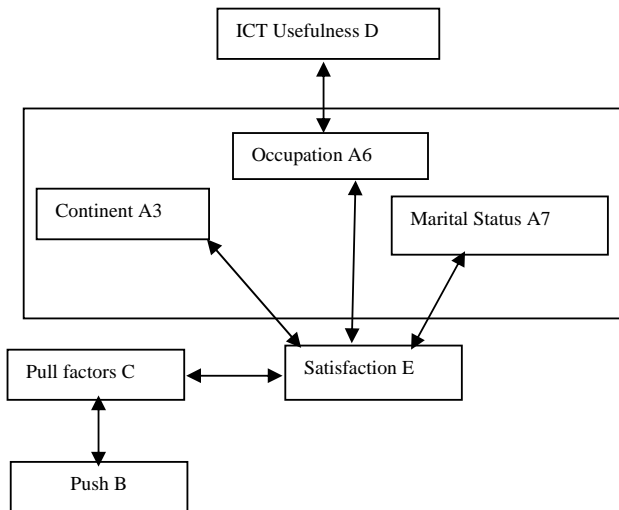 ICT Usefulness D
Occupation A6
Continent A3
Marital Status A7
Pull factors C
Satisfaction E
Push B